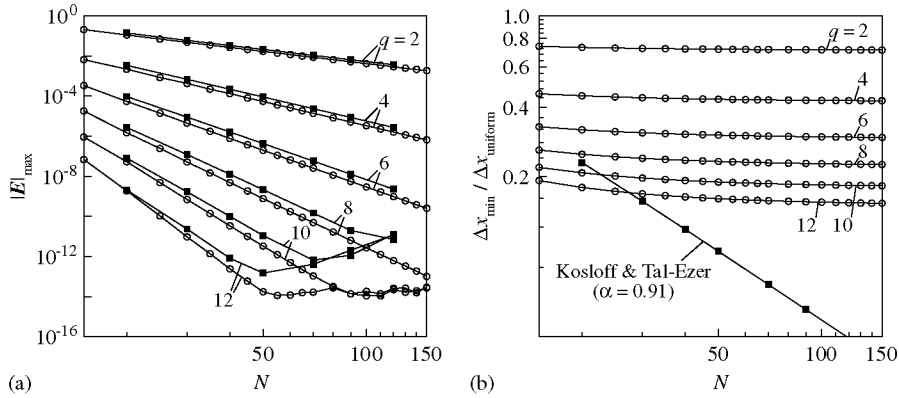 10^0
10^-4
10^-8
10^-12
10^-16
|E|max
q = 2
4
6
8
10
12
50
100
150
N
(a)
1.0
0.8
0.6
0.4
0.2
Δxmin / Δxuniform
q = 2
4
6
8
12
10
Kosloff & Tal-Ezer
(α = 0.91)
50
100
150
N
(b)